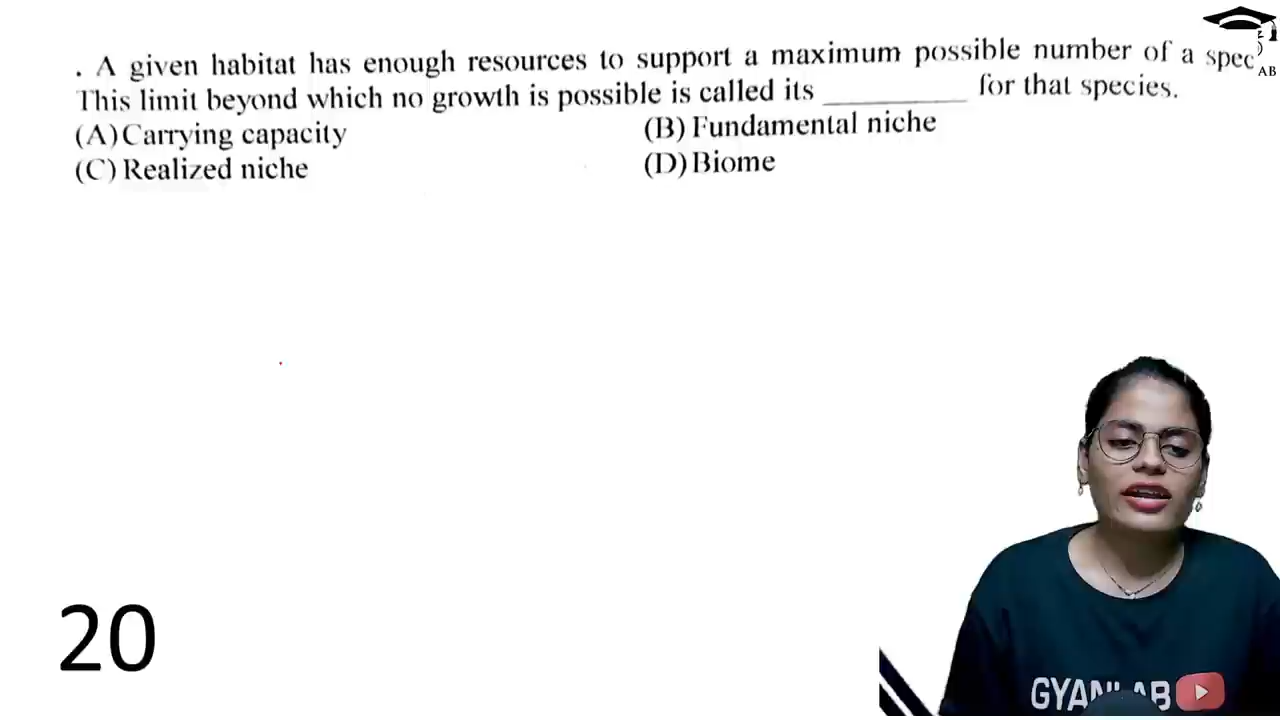 . A given habitat has enough resources to support a maximum possible number of a spec
This limit beyond which no growth is possible is called its __________ for that species.
(A) Carrying capacity (B) Fundamental niche
(C) Realized niche (D) Biome
AB
20